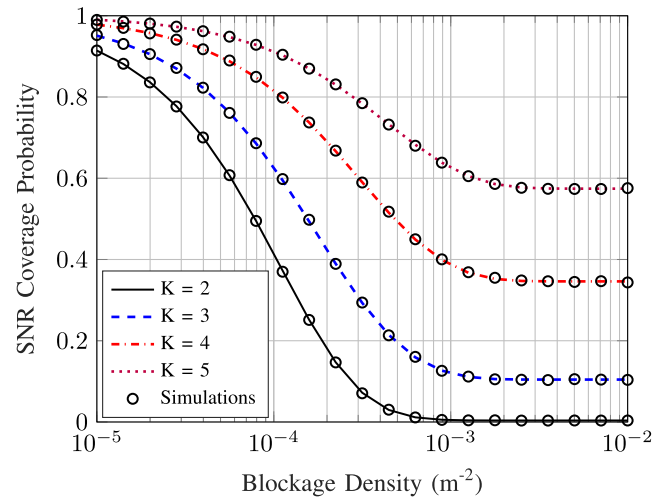 1
0.8
0.6
0.4
0.2
0
SNR Coverage Probability
K = 2
K = 3
K = 4
K = 5
Simulations
10⁻⁵ 10⁻⁴ 10⁻³ 10⁻²
Blockage Density (m⁻²)